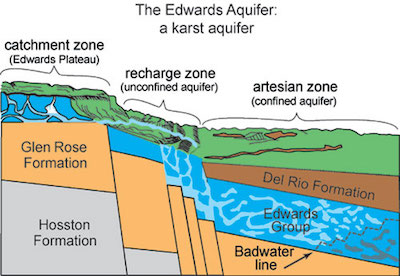 The Edwards Aquifer:
a karst aquifer
catchment zone
(Edwards Plateau)
recharge zone
(unconfined aquifer)
artesian zone
(confined aquifer)
Glen Rose
Formation
Hosston
Formation
Del Rio Formation
Edwards
Group
Badwater
line